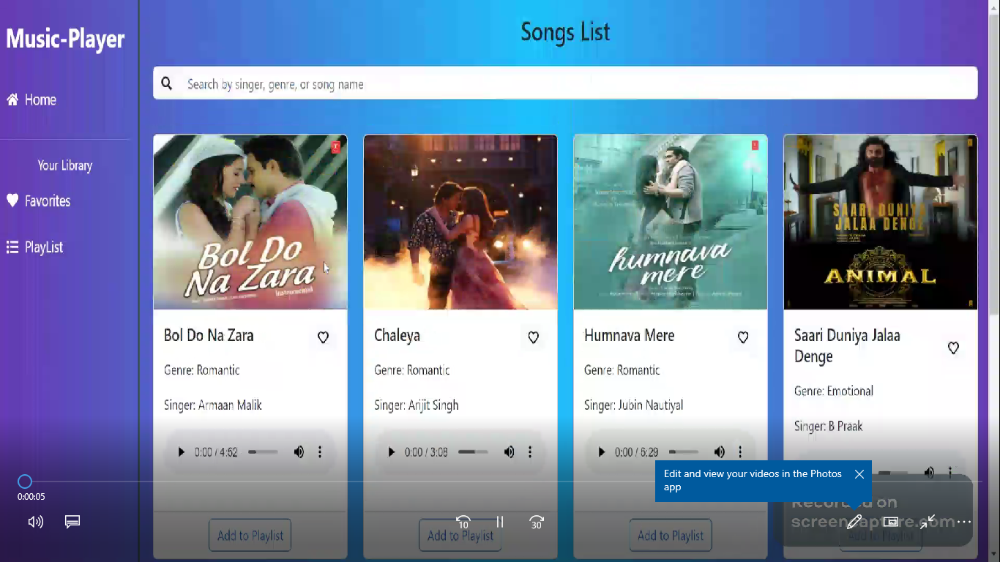 Music-Player
Home
Your Library
Favorites
PlayList
Songs List
Search by singer, genre, or song name
BOL DO
NA ZARA
Instrumental
Bol Do Na Zara
Genre: Romantic
Singer: Armaan Malik
0:00 / 4:52
Add to Playlist
Chaleya
Genre: Romantic
Singer: Arijit Singh
0:00 / 3:08
Add to Playlist
humnava
mere
Humnava Mere
Genre: Romantic
Singer: Jubin Nautiyal
0:00 / 6:29
Add to Playlist
SAARI DUNIYA
JALAA DENGE
ANIMAL
Saari Duniya Jalaa
Denge
Genre: Emotional
Singer: B Praak
Add to Playlist
Edit and view your videos in the Photos
app
Recorded on
screencapture.com
0:00:05
10
30